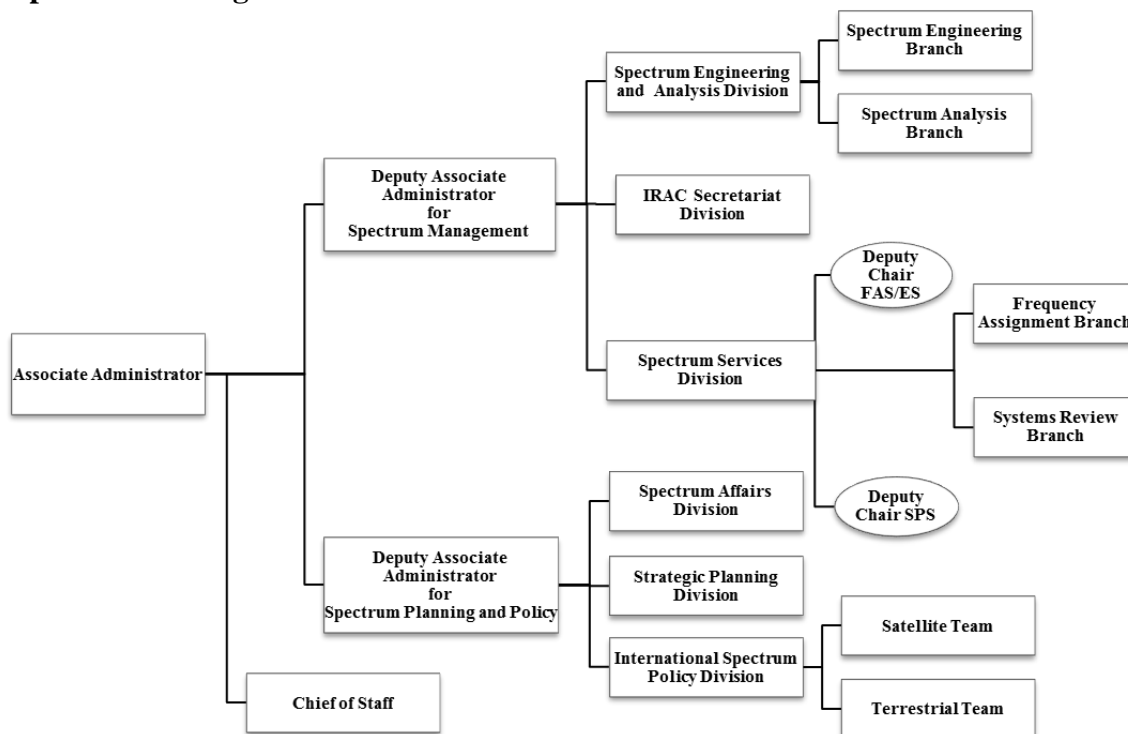 Spectrum Engineering
Branch
Spectrum Engineering
and Analysis Division
Spectrum Analysis
Branch
Deputy Associate
Administrator
for
Spectrum Management
IRAC Secretariat
Division
Deputy
Chair
FAS/ES
Frequency
Assignment Branch
Associate Administrator
Spectrum Services
Division
Systems Review
Branch
Spectrum Affairs
Division
Deputy
Chair SPS
Deputy Associate
Administrator
for
Spectrum Planning and Policy
Strategic Planning
Division
Satellite Team
International Spectrum
Policy Division
Chief of Staff
Terrestrial Team